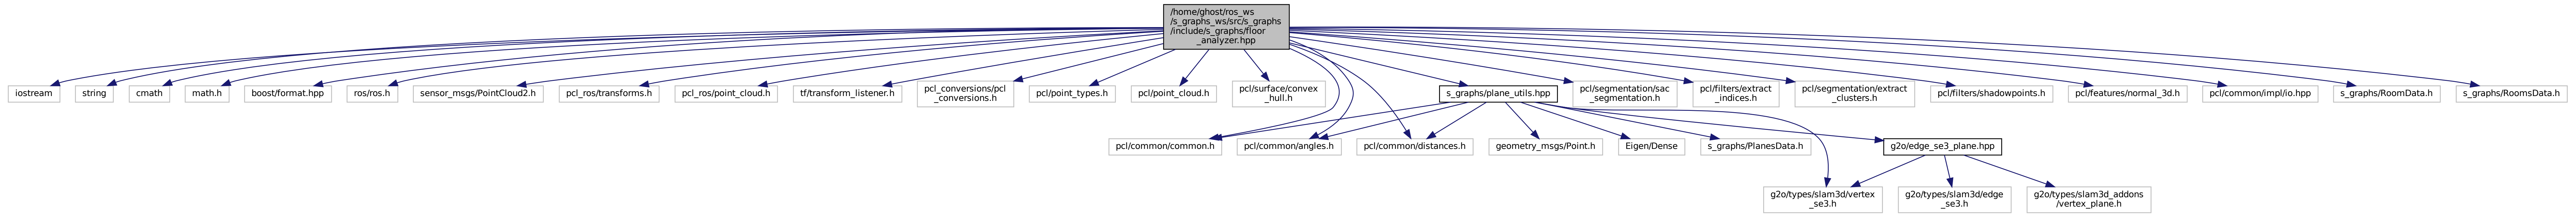 /home/ghost/ros_ws
/s_graphs_ws/src/s_graphs
/include/s_graphs/floor
_analyzer.hpp
iostream
string
cmath
math.h
boost/format.hpp
ros/ros.h
sensor_msgs/PointCloud2.h
pcl_ros/transforms.h
pcl_ros/point_cloud.h
tf/transform_listener.h
pcl_conversions/pcl
_conversions.h
pcl/point_types.h
pcl/point_cloud.h
pcl/surface/convex
_hull.h
s_graphs/plane_utils.hpp
pcl/segmentation/sac
_segmentation.h
pcl/filters/extract
_indices.h
pcl/segmentation/extract
_clusters.h
pcl/filters/shadowpoints.h
pcl/features/normal_3d.h
pcl/common/impl/io.hpp
s_graphs/RoomData.h
s_graphs/RoomsData.h
pcl/common/common.h
pcl/common/angles.h
pcl/common/distances.h
geometry_msgs/Point.h
Eigen/Dense
s_graphs/PlanesData.h
g2o/edge_se3_plane.hpp
g2o/types/slam3d/vertex
_se3.h
g2o/types/slam3d/edge
_se3.h
g2o/types/slam3d_addons
/vertex_plane.h